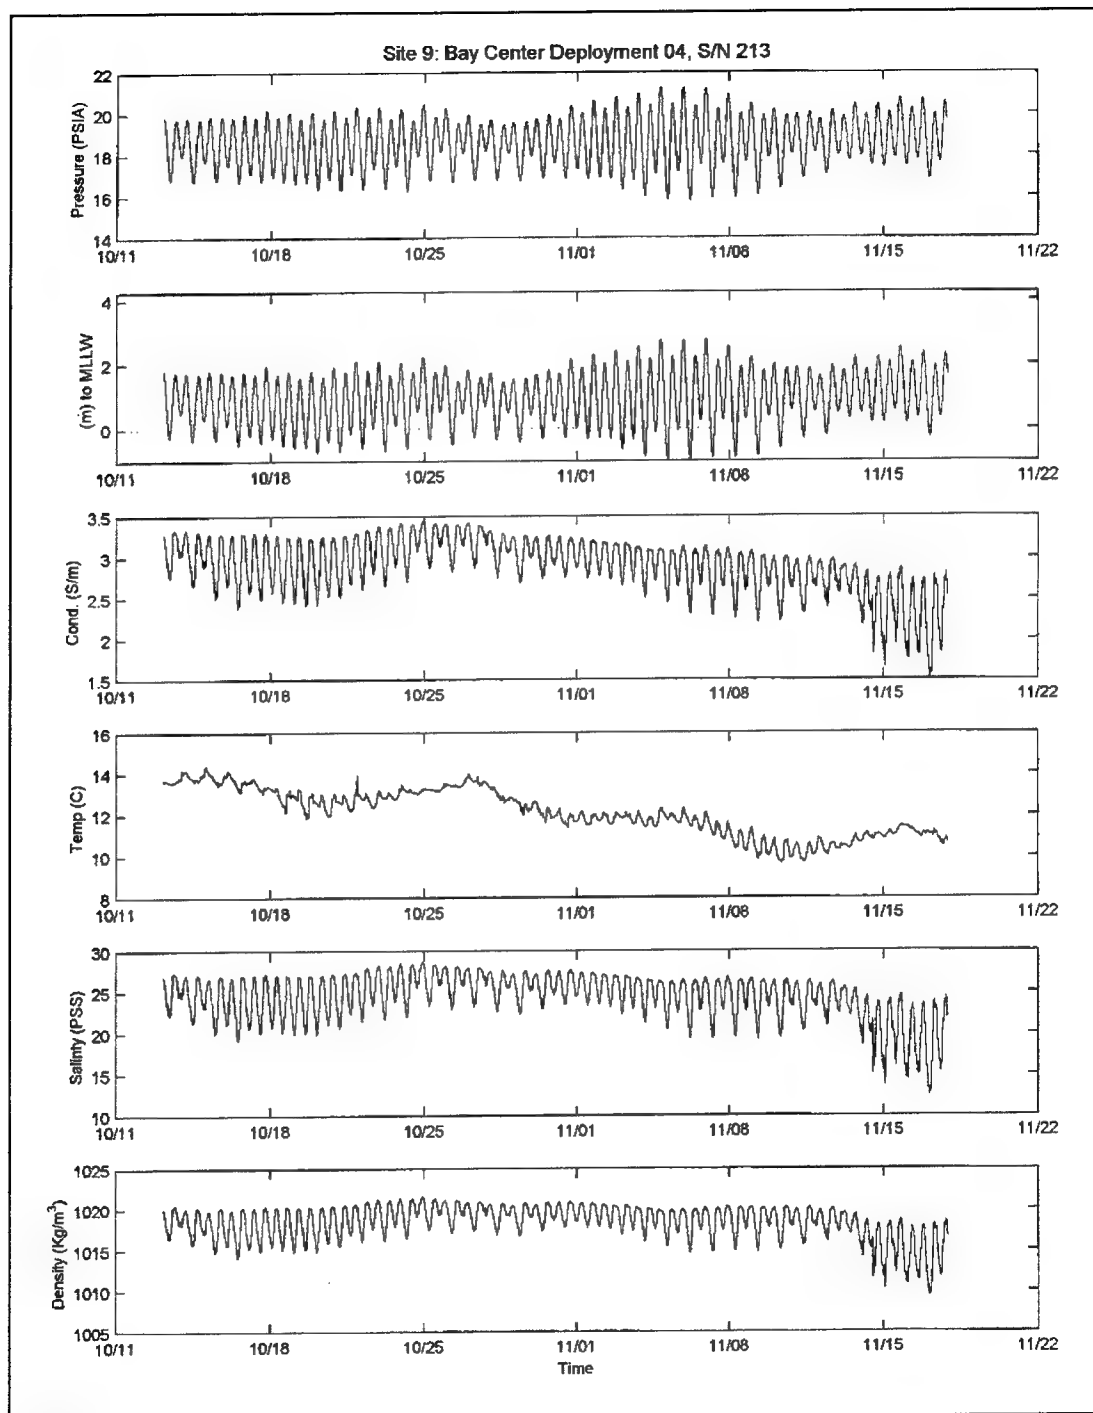 Site 9: Bay Center Deployment 04, S/N 213
22
20
18
16
14
Pressure (PSIA)
10/11 10/18 10/25 11/01 11/08 11/15 11/22
4
2
0
(m) to MLLW
10/11 10/18 10/25 11/01 11/08 11/15 11/22
3.5
3
2.5
2
1.5
Cond. (S/m)
10/11 10/18 10/25 11/01 11/08 11/15 11/22
16
14
12
10
8
Temp (C)
10/11 10/18 10/25 11/01 11/08 11/15 11/22
30
25
20
15
10
Salinty (PSS)
10/11 10/18 10/25 11/01 11/08 11/15 11/22
1025
1020
1015
1010
1005
Density (Kg/m³)
10/11 10/18 10/25 11/01 11/08 11/15 11/22
Time